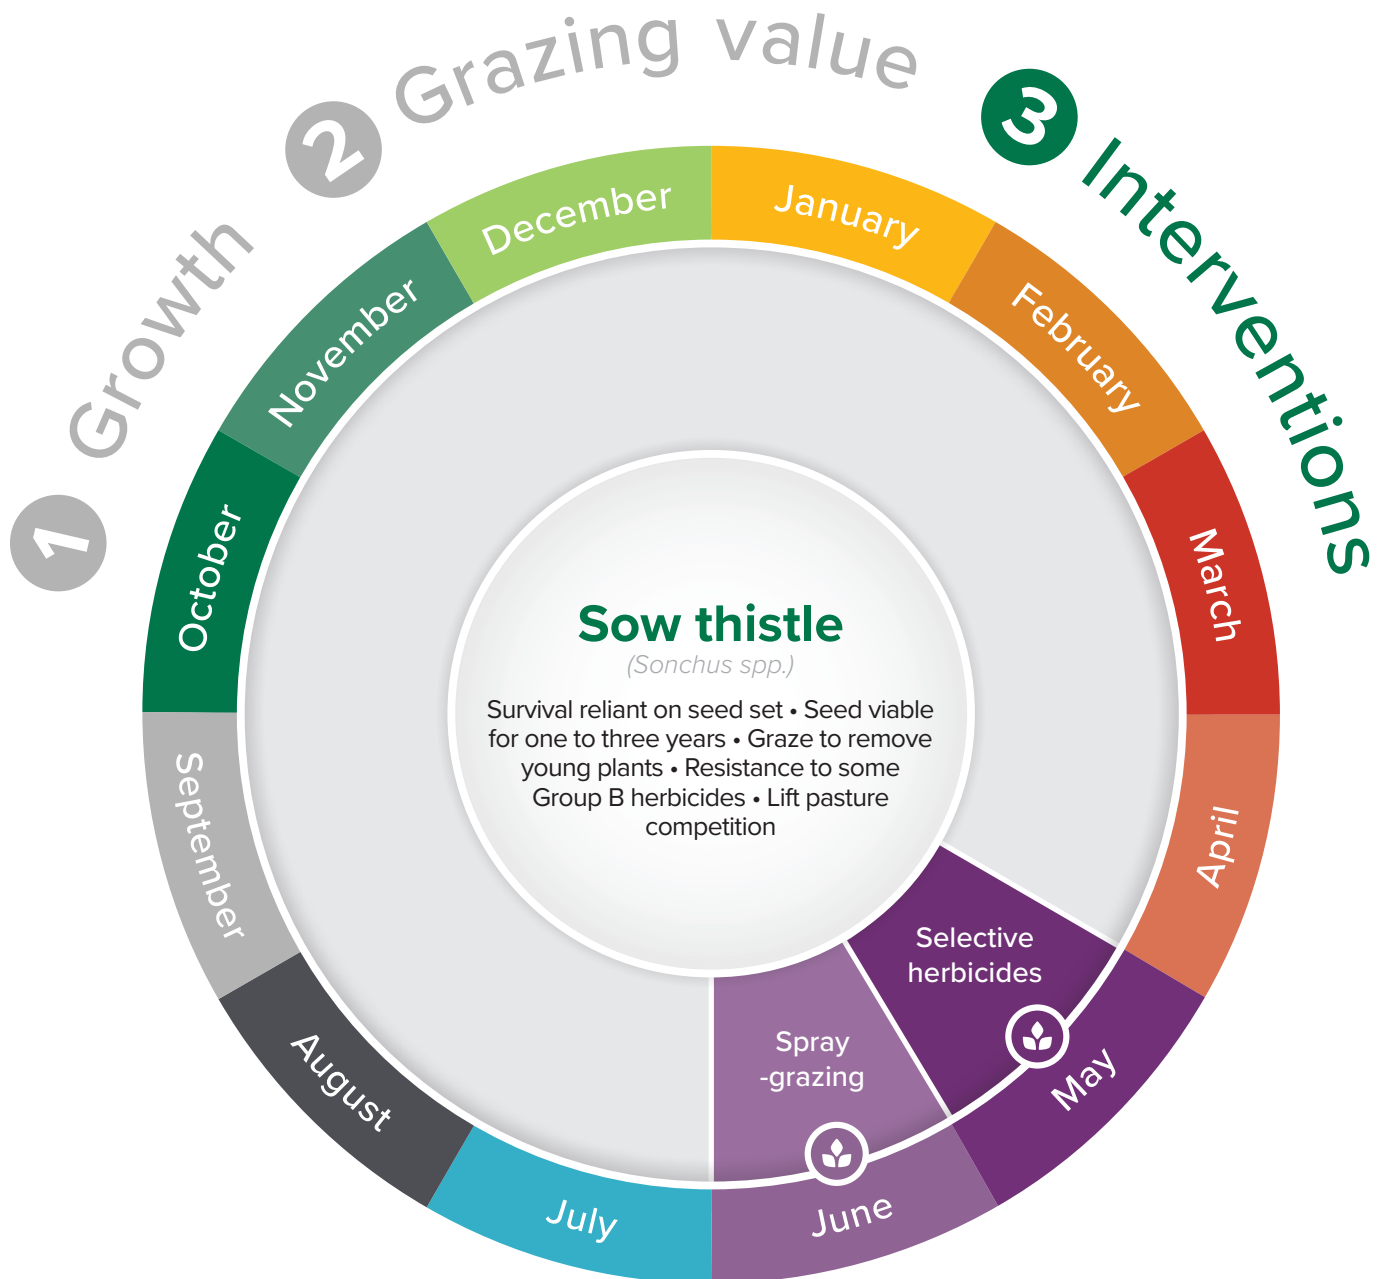 1 Growth
2 Grazing value
3 Interventions
January
February
March
April
May
June
July
August
September
October
November
December
Sow thistle
(Sonchus spp.)
Survival reliant on seed set • Seed viable
for one to three years • Graze to remove
young plants • Resistance to some
Group B herbicides • Lift pasture
competition
Selective
herbicides
Spray
-grazing